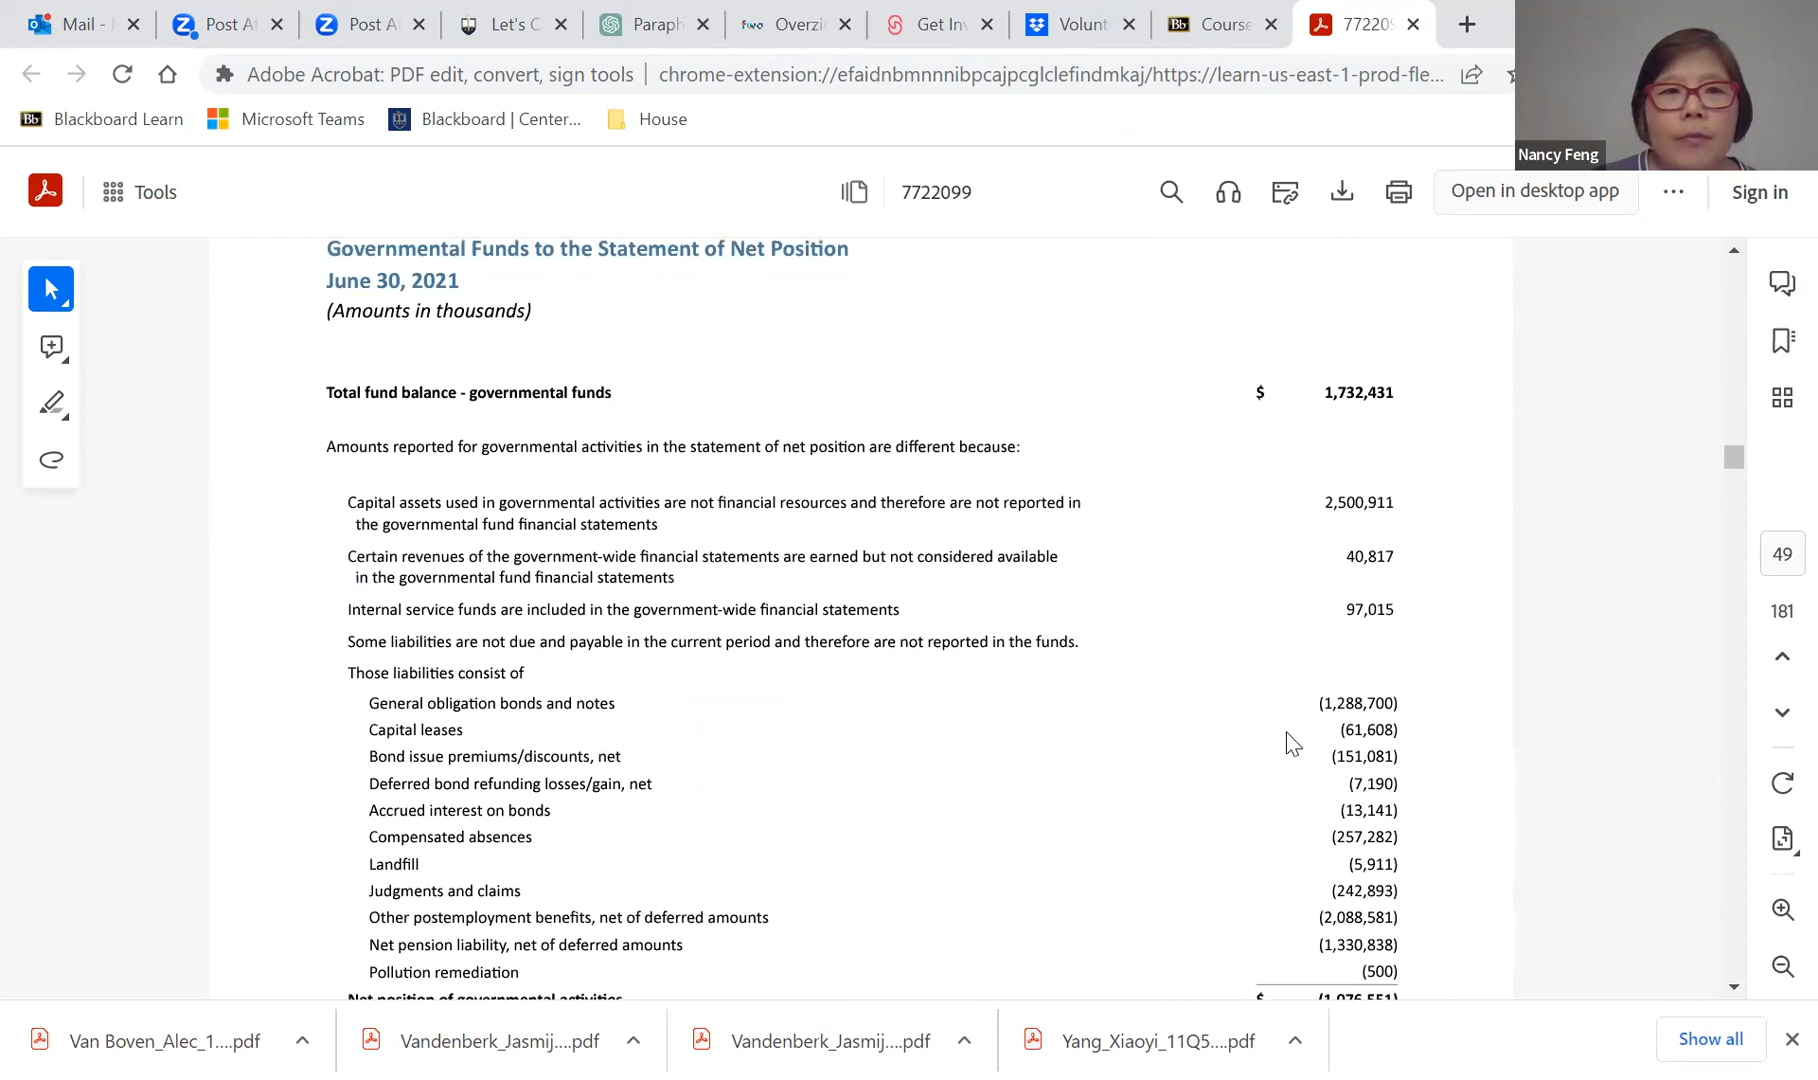 Mail -
Post A
Post A
Let's C
Paraph
Overzi
Get Inv
Volunt
Course
772209
Adobe Acrobat: PDF edit, convert, sign tools
chrome-extension://efaidnbmnnnibpcajpcglclefindmkaj/https://learn-us-east-1-prod-fle...
Blackboard Learn
Microsoft Teams
Blackboard | Center...
House
Nancy Feng
Tools
7722099
Open in desktop app
Sign in
Governmental Funds to the Statement of Net Position
June 30, 2021
(Amounts in thousands)
Total fund balance - governmental funds $ 1,732,431
Amounts reported for governmental activities in the statement of net position are different because:
Capital assets used in governmental activities are not financial resources and therefore are not reported in 2,500,911
the governmental fund financial statements
Certain revenues of the government-wide financial statements are earned but not considered available 40,817
in the governmental fund financial statements
Internal service funds are included in the government-wide financial statements 97,015
Some liabilities are not due and payable in the current period and therefore are not reported in the funds.
Those liabilities consist of
General obligation bonds and notes (1,288,700)
Capital leases (61,608)
Bond issue premiums/discounts, net (151,081)
Deferred bond refunding losses/gain, net (7,190)
Accrued interest on bonds (13,141)
Compensated absences (257,282)
Landfill (5,911)
Judgments and claims (242,893)
Other postemployment benefits, net of deferred amounts (2,088,581)
Net pension liability, net of deferred amounts (1,330,838)
Pollution remediation (500)
Net position of governmental activities $ (1,076,551)
49
181
Van Boven_Alec_1....pdf
Vandenberk_Jasmij....pdf
Vandenberk_Jasmij....pdf
Yang_Xiaoyi_11Q5....pdf
Show all